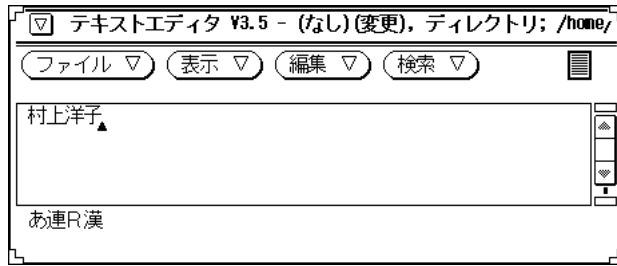 テキストエディタ V3.5 - (なし)(変更), ディレクトリ; /home/
ファイル ▽ 表示 ▽ 編集 ▽ 検索 ▽
村上洋子
あ連R漢